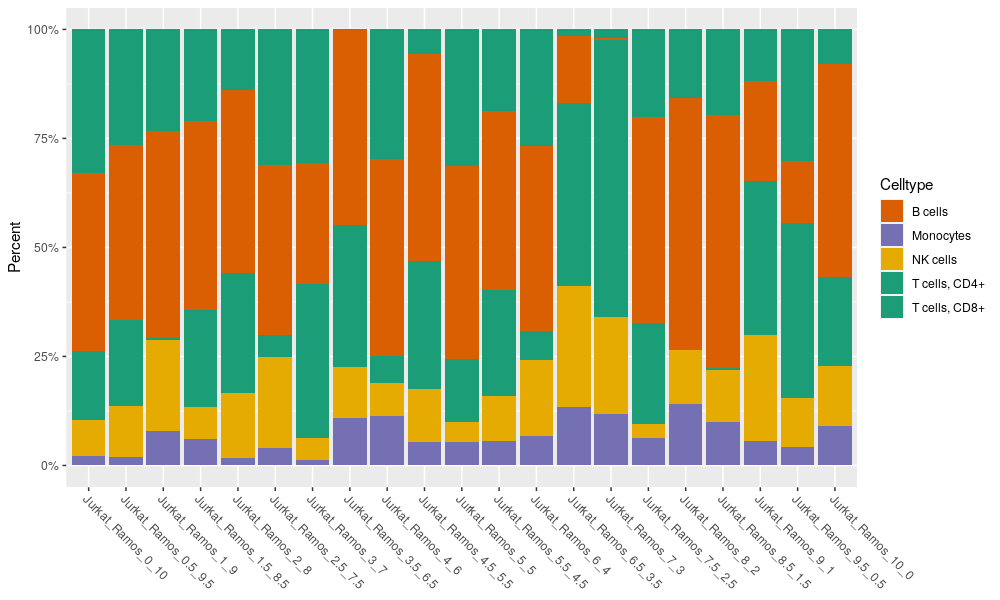 100%
75%
50%
25%
0%
Percent
Jurkat_Ramos_0_10
Jurkat_Ramos_0.5_9.5
Jurkat_Ramos_1_9
Jurkat_Ramos_1.5_8.5
Jurkat_Ramos_2_8
Jurkat_Ramos_2.5_7.5
Jurkat_Ramos_3_7
Jurkat_Ramos_3.5_6.5
Jurkat_Ramos_4_6
Jurkat_Ramos_4.5_5.5
Jurkat_Ramos_5_5
Jurkat_Ramos_5.5_4.5
Jurkat_Ramos_6_4
Jurkat_Ramos_6.5_3.5
Jurkat_Ramos_7_3
Jurkat_Ramos_7.5_2.5
Jurkat_Ramos_8_2
Jurkat_Ramos_8.5_1.5
Jurkat_Ramos_9_1
Jurkat_Ramos_9.5_0.5
Jurkat_Ramos_10_0
Celltype
B cells
Monocytes
NK cells
T cells, CD4+
T cells, CD8+